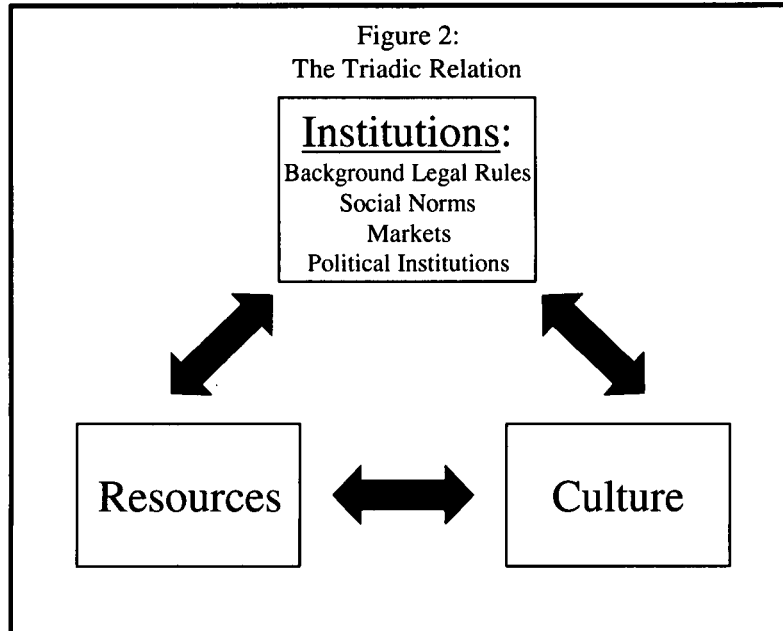 Figure 2:
The Triadic Relation
Institutions:
Background Legal Rules
Social Norms
Markets
Political Institutions
Resources
Culture